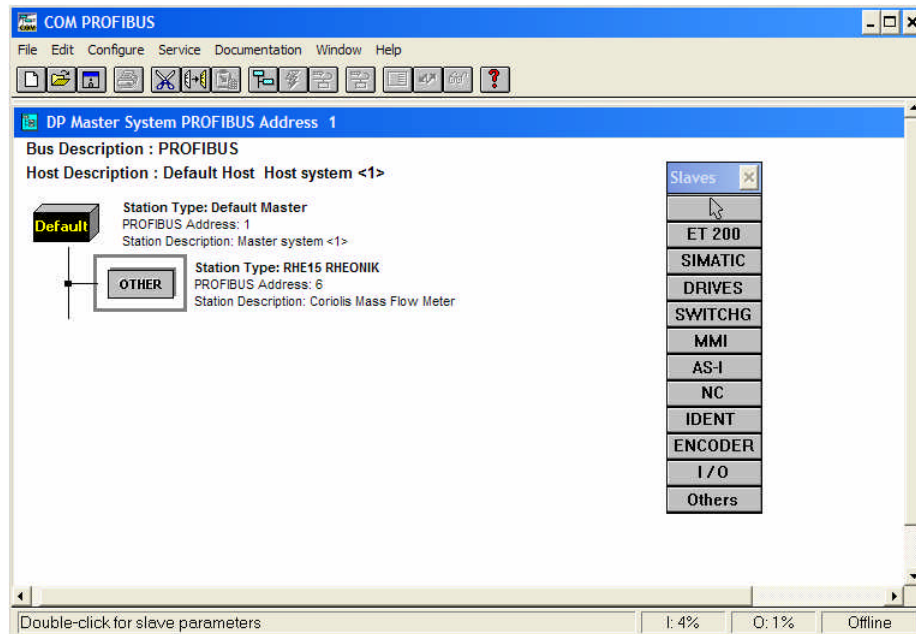 COM PROFIBUS
File Edit Configure Service Documentation Window Help
DP Master System PROFIBUS Address 1
Bus Description : PROFIBUS
Host Description : Default Host Host system <1>
Default
Station Type: Default Master
PROFIBUS Address: 1
Station Description: Master system <1>
OTHER
Station Type: RHE15 RHEONIK
PROFIBUS Address: 6
Station Description: Coriolis Mass Flow Meter
Slaves
ET 200
SIMATIC
DRIVES
SWITCHG
MMI
AS-I
NC
IDENT
ENCODER
I / O
Others
Double-click for slave parameters
I: 4%
O: 1%
Offline